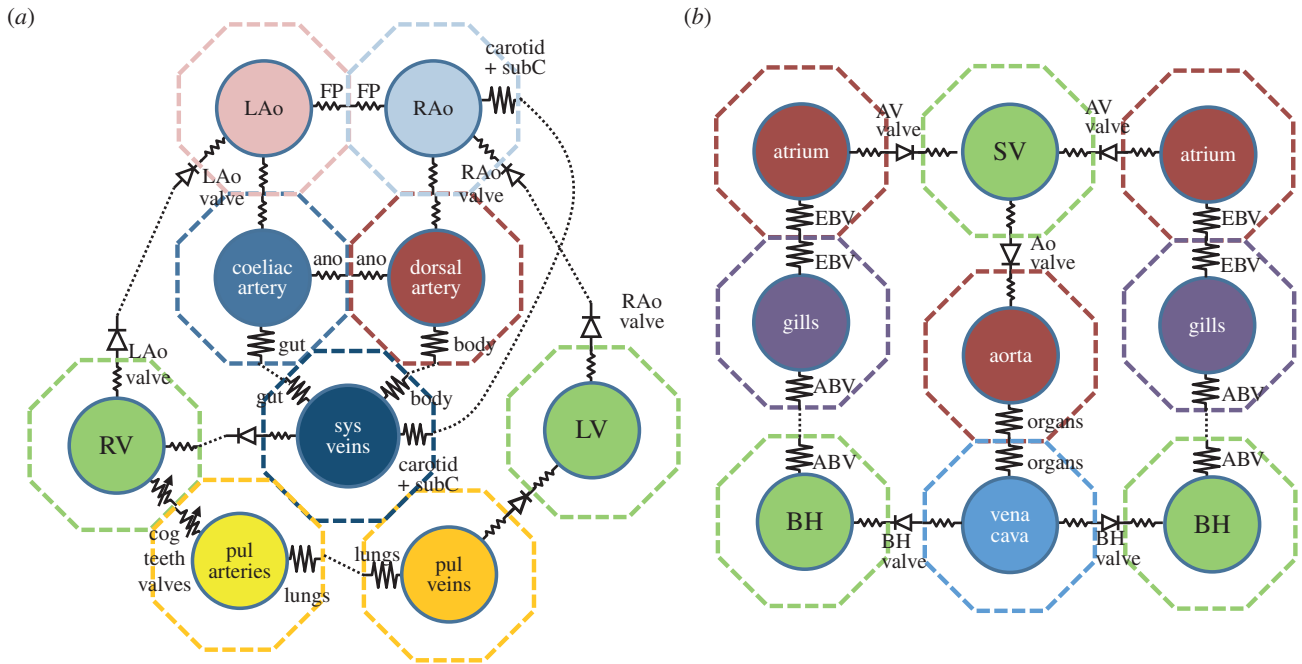 (a)
LAo
FP
FP
RAo
carotid
+ subC
LAo
valve
RAo
valve
coeliac
artery
ano
ano
dorsal
artery
gut
body
RAo
valve
LAo
valve
gut
body
RV
sys
veins
LV
carotid
+ subC
cog
teeth
valves
pul
arteries
lungs
lungs
pul
veins
(b)
atrium
AV
valve
SV
AV
valve
atrium
EBV
EBV
Ao
valve
EBV
EBV
gills
aorta
gills
ABV
ABV
organs
organs
ABV
ABV
BH
BH
valve
vena
cava
BH
valve
BH